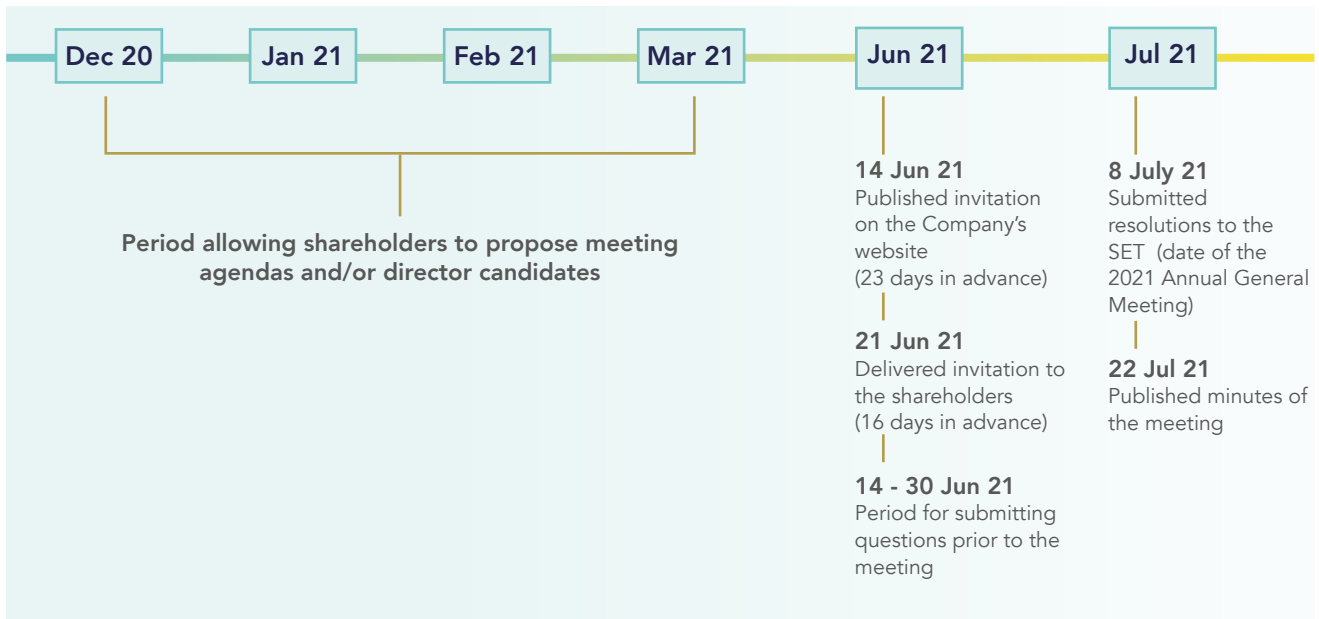 Dec 20
Jan 21
Feb 21
Mar 21
Jun 21
Jul 21
Period allowing shareholders to propose meeting
agendas and/or director candidates
14 Jun 21
Published invitation
on the Company's
website
(23 days in advance)
21 Jun 21
Delivered invitation to
the shareholders
(16 days in advance)
14 - 30 Jun 21
Period for submitting
questions prior to the
meeting
8 July 21
Submitted
resolutions to the
SET (date of the
2021 Annual General
Meeting)
22 Jul 21
Published minutes of
the meeting